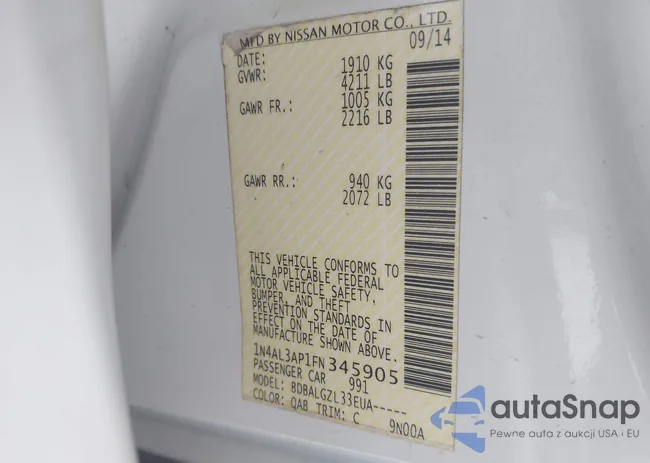 MFD BY NISSAN MOTOR CO., LTD.
DATE: 09/14
GVWR: 1910 KG
4211 LB
GAWR FR.: 1005 KG
2216 LB
GAWR RR.: 940 KG
2072 LB
THIS VEHICLE CONFORMS TO
ALL APPLICABLE FEDERAL
MOTOR VEHICLE SAFETY,
BUMPER, AND THEFT
PREVENTION STANDARDS IN
EFFECT ON THE DATE OF
MANUFACTURE SHOWN ABOVE.
1N4AL3AP1FN345905
PASSENGER CAR 991
MODEL: BDBALGZL33EUA-----
COLOR: QAB TRIM: C 9N00A
autaSnap
Pewne auta z aukcji USA i EU